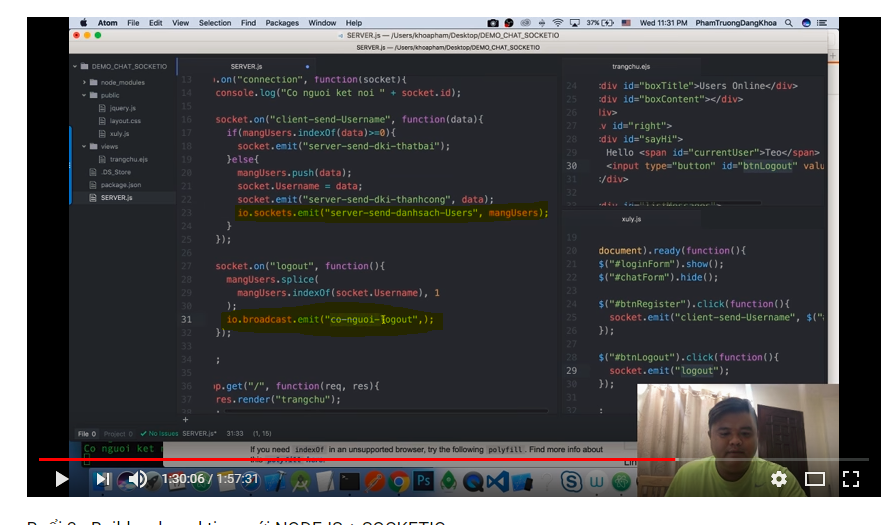 Atom File Edit View Selection Find Packages Window Help 37% Wed 11:31 PM PhamTruongDangKhoa
SERVER.js — /Users/khoapham/Desktop/DEMO_CHAT_SOCKETIO
SERVER.js — /Users/khoapham/Desktop/DEMO_CHAT_SOCKETIO
DEMO_CHAT_SOCKETIO
node_modules
public
jquery.js
layout.css
xuly.js
views
trangchu.ejs
.DS_Store
package.json
SERVER.js
SERVER.js
13 .on("connection", function(socket){
14 console.log("Co nguoi ket noi " + socket.id);
15
16 socket.on("client-send-Username", function(data){
17 if(mangUsers.indexOf(data)>=0){
18 socket.emit("server-send-dki-thatbai");
19 }else{
20 mangUsers.push(data);
21 socket.Username = data;
22 socket.emit("server-send-dki-thanhcong", data);
23 io.sockets.emit("server-send-danhsach-Users", mangUsers);
24 }
25 });
26
27 socket.on("logout", function(){
28 mangUsers.splice(
29 mangUsers.indexOf(socket.Username), 1
30 );
31 io.broadcast.emit("co-nguoi-logout",);
32 });
33
34 ;
35
36 p.get("/", function(req, res){
37 res.render("trangchu");
38
trangchu.ejs
24 div id="boxTitle">Users Online</div>
25 div id="boxContent"></div>
26 div>
27 v id="right">
28 div id="sayHi">
29 Hello <span id="currentUser">Teo</span>
30 <input type="button" id="btnLogout" valu
31 </div>
32
xuly.js
19
20 document).ready(function(){
21 $("#loginForm").show();
22 $("#chatForm").hide();
23
24 $("#btnRegister").click(function(){
25 socket.emit("client-send-Username", $("#
26 });
27
28 $("#btnLogout").click(function(){
29 socket.emit("logout");
30 });
File 0 Project 0 No Issues SERVER.js* 31:33 (1, 15)
Co nguoi ket n
If you need indexOf in an unsupported browser, try the following polyfill. Find more info about
Ps
S
1:30:06 / 1:57:31